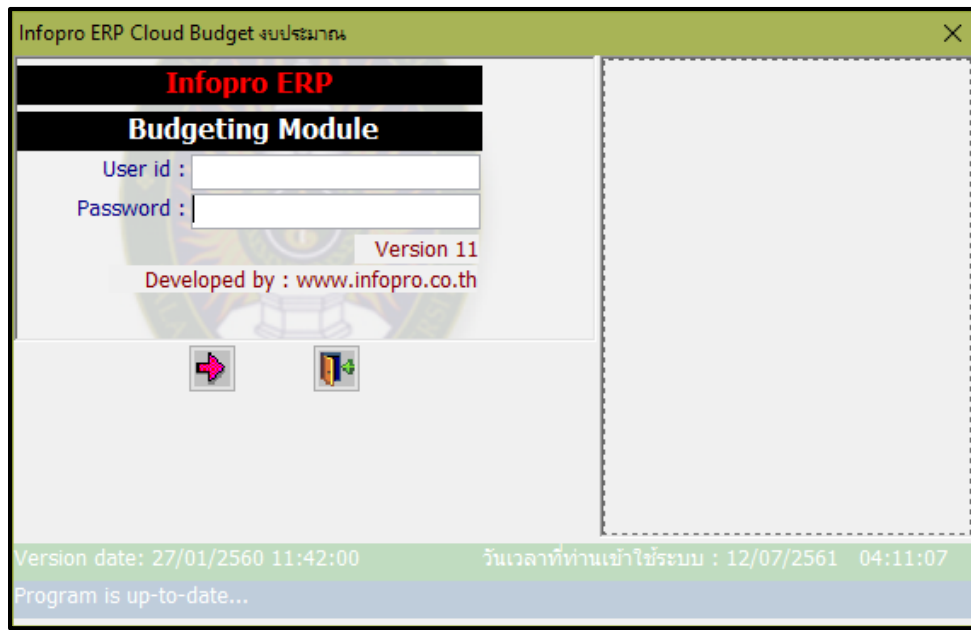 Infopro ERP Cloud Budget งบประมาณ
Infopro ERP
Budgeting Module
User id :
Password :
Version 11
Developed by : www.infopro.co.th
Version date: 27/01/2560 11:42:00 วันเวลาที่ท่านเข้าใช้ระบบ : 12/07/2561 04:11:07
Program is up-to-date...